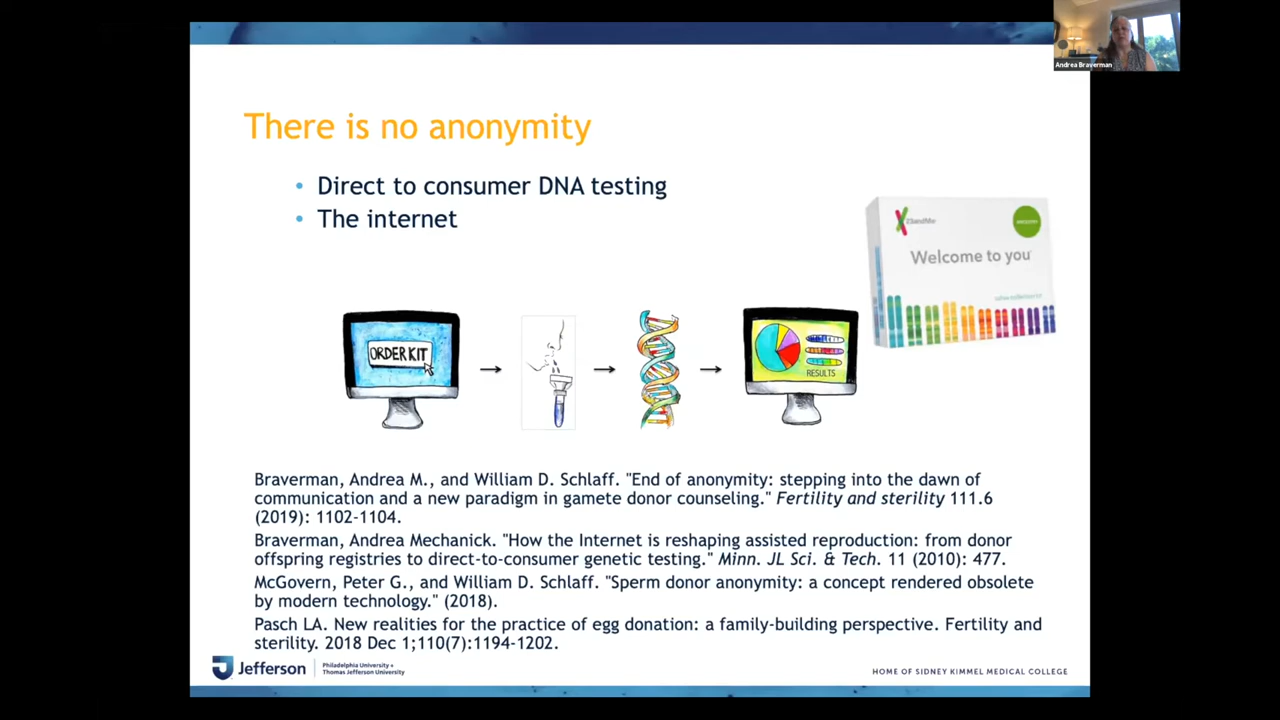 Andrea Braverman
There is no anonymity
• Direct to consumer DNA testing
• The internet
23andMe
Welcome to you
ORDER KIT
RESULTS
Braverman, Andrea M., and William D. Schlaff. "End of anonymity: stepping into the dawn of
communication and a new paradigm in gamete donor counseling." Fertility and sterility 111.6
(2019): 1102-1104.
Braverman, Andrea Mechanick. "How the Internet is reshaping assisted reproduction: from donor
offspring registries to direct-to-consumer genetic testing." Minn. JL Sci. & Tech. 11 (2010): 477.
McGovern, Peter G., and William D. Schlaff. "Sperm donor anonymity: a concept rendered obsolete
by modern technology." (2018).
Pasch LA. New realities for the practice of egg donation: a family-building perspective. Fertility and
sterility. 2018 Dec 1;110(7):1194-1202.
Jefferson
Philadelphia University +
Thomas Jefferson University
HOME OF SIDNEY KIMMEL MEDICAL COLLEGE